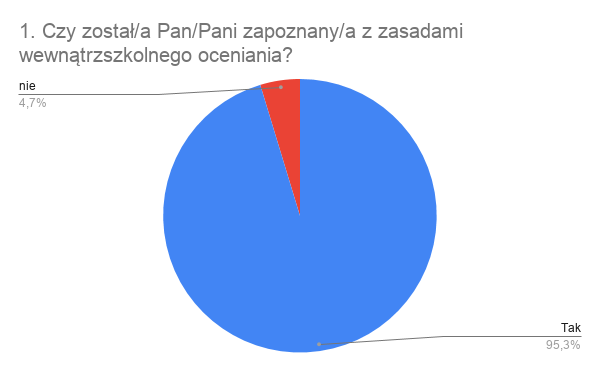 1. Czy został/a Pan/Pani zapoznany/a z zasadami
wewnątrzszkolnego oceniania?
nie
4,7%
Tak
95,3%